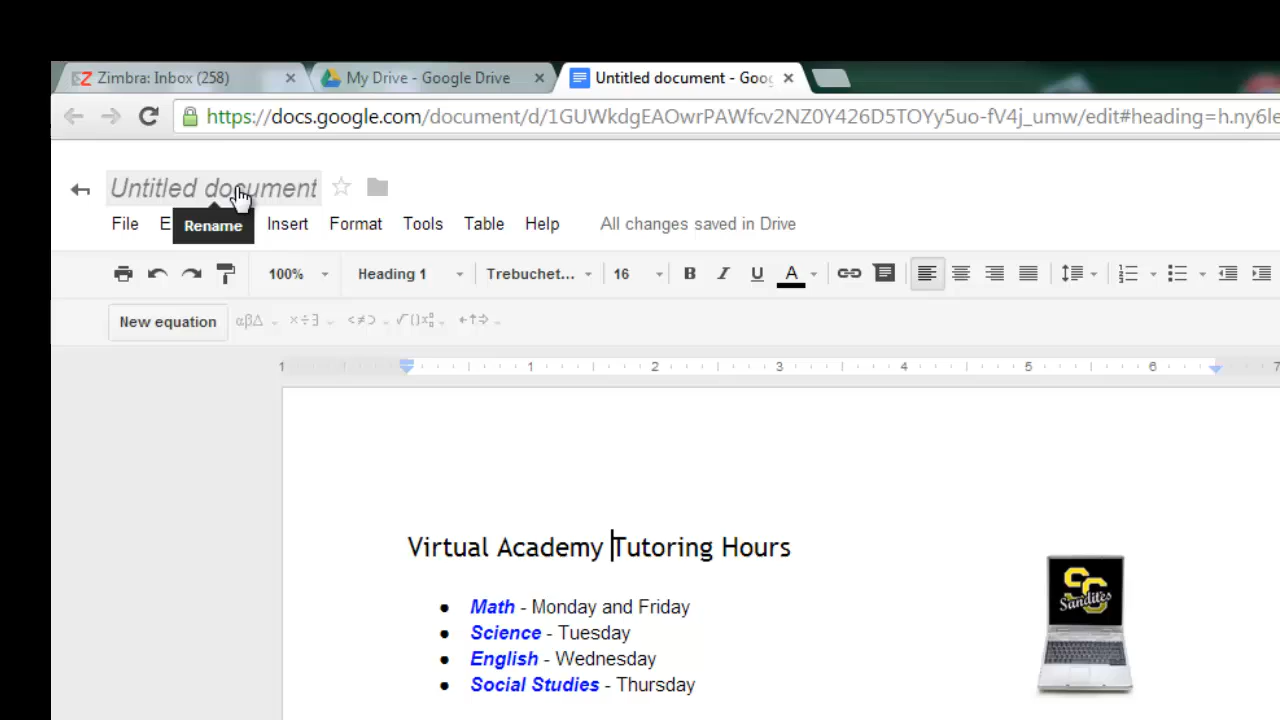 Zimbra: Inbox (258)
My Drive - Google Drive
Untitled document - Goog
https://docs.google.com/document/d/1GUWkdgEAOwrPAWfcv2NZ0Y426D5TOYy5uo-fV4j_umw/edit#heading=h.ny6le
Untitled document
File E Insert Format Tools Table Help All changes saved in Drive
Rename
100% Heading 1 Trebuchet... 16 B I U A
New equation αβΔ ×÷∃ <≠⊃ √()x ←↑⇒
1 1 2 3 4 5 6 7
Virtual Academy Tutoring Hours
SC
Sandites
● Math - Monday and Friday
● Science - Tuesday
● English - Wednesday
● Social Studies - Thursday